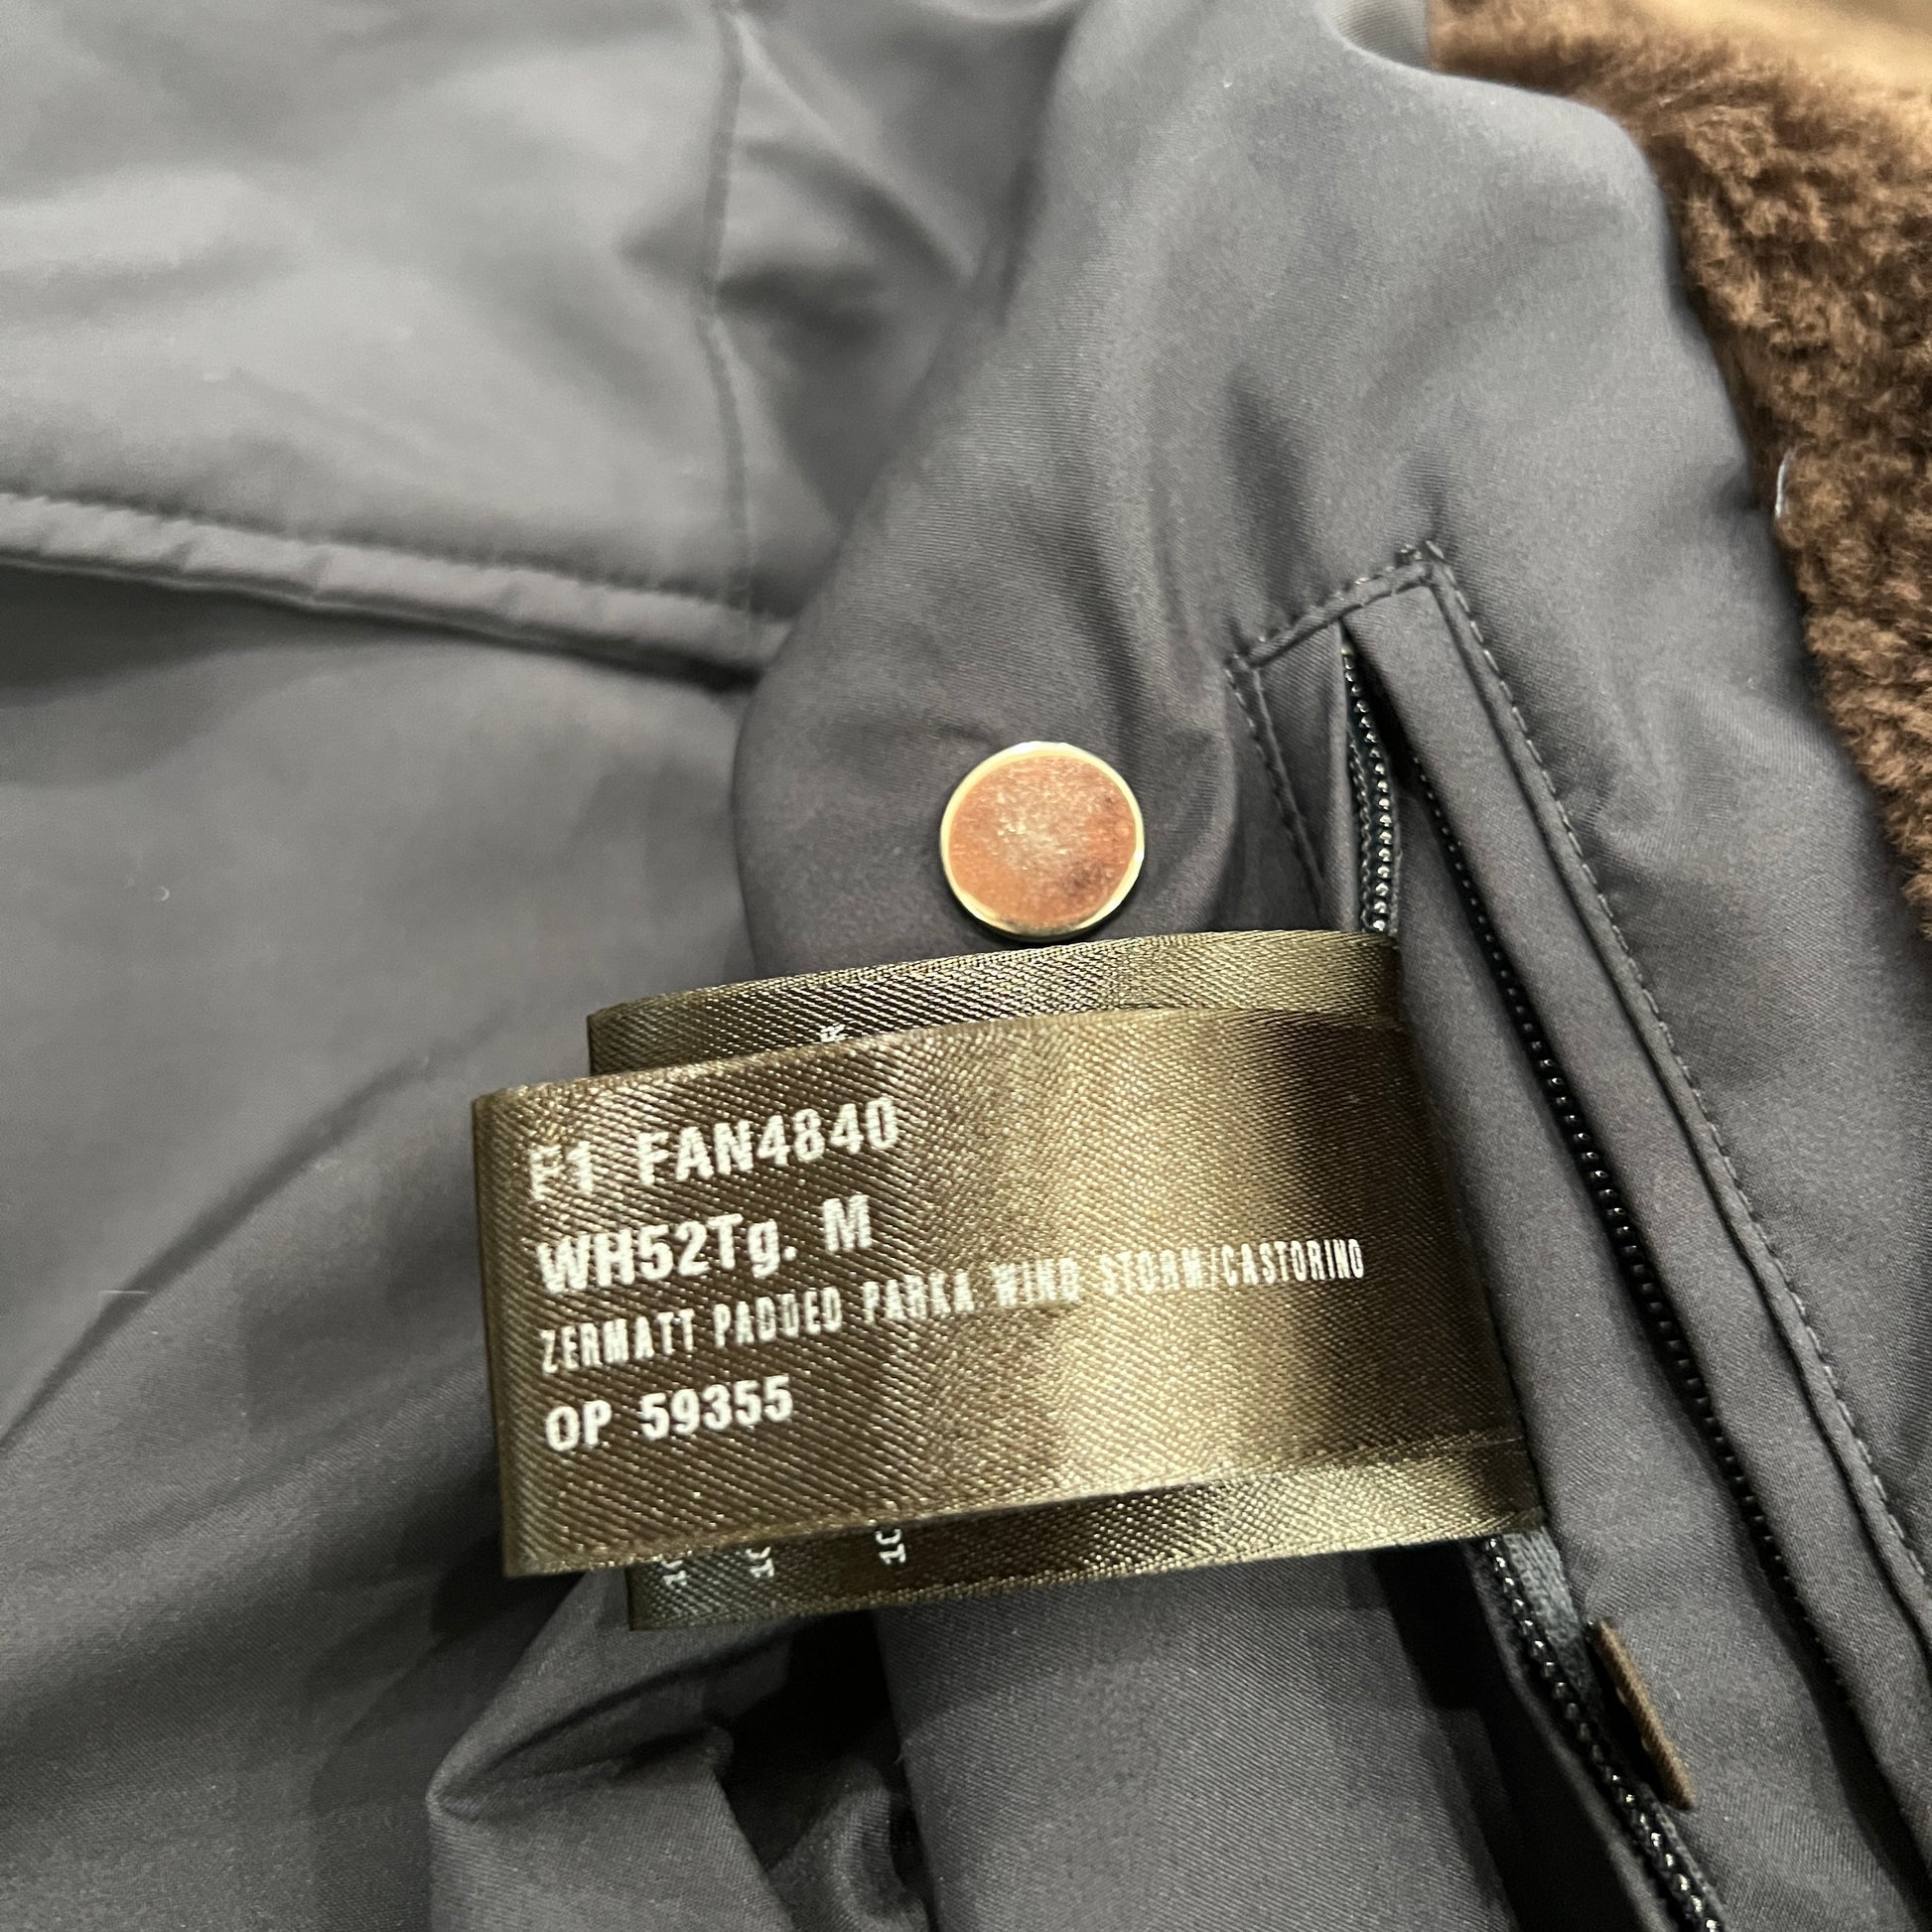 F1 FAN4840
WH52Tg. M
ZERMATT PADDED PARKA WIND STORM/CASTORINO
OP 59355